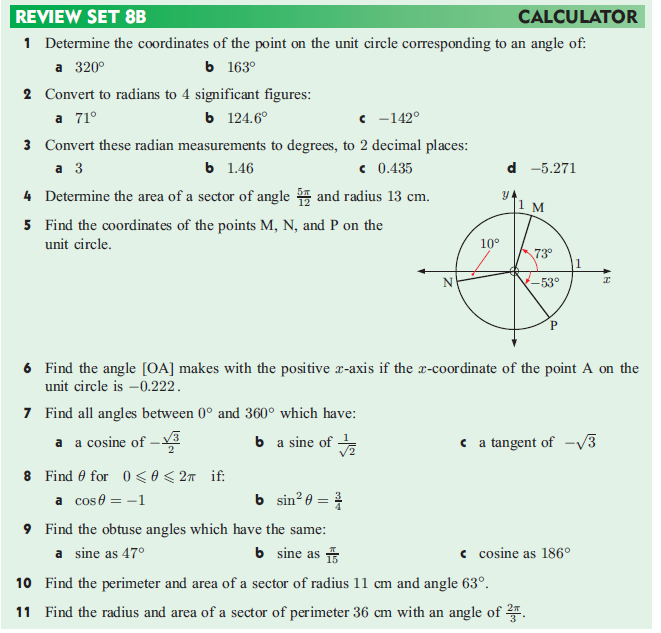 REVIEW SET 8B CALCULATOR
1 Determine the coordinates of the point on the unit circle corresponding to an angle of:
a 320° b 163°
2 Convert to radians to 4 significant figures:
a 71° b 124.6° c −142°
3 Convert these radian measurements to degrees, to 2 decimal places:
a 3 b 1.46 c 0.435 d −5.271
4 Determine the area of a sector of angle 5π/12 and radius 13 cm.
5 Find the coordinates of the points M, N, and P on the
unit circle.
y
1 M
10°
73°
1
N
−53°
x
P
6 Find the angle [OA] makes with the positive x-axis if the x-coordinate of the point A on the
unit circle is −0.222.
7 Find all angles between 0° and 360° which have:
a a cosine of −√3/2 b a sine of 1/√2 c a tangent of −√3
8 Find θ for 0 ⩽ θ ⩽ 2π if:
a cos θ = −1 b sin² θ = 3/4
9 Find the obtuse angles which have the same:
a sine as 47° b sine as π/15 c cosine as 186°
10 Find the perimeter and area of a sector of radius 11 cm and angle 63°.
11 Find the radius and area of a sector of perimeter 36 cm with an angle of 2π/3.